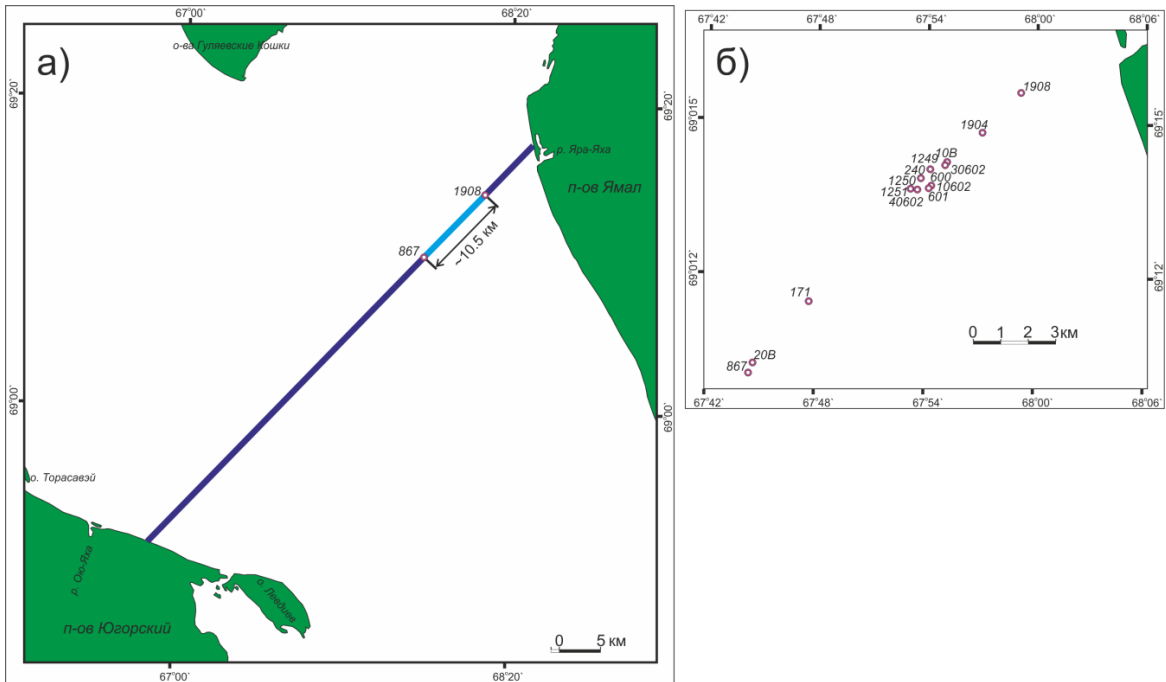 67°00'
68°20'
а)
о-ва Гуляевские Кошки
69°20'
69°20'
р. Яра-Яха
п-ов Ямал
1908
867
~10.5 км
69°00'
69°00'
о. Торасавэй
р. Ою-Яха
о. Левдиев
п-ов Югорский
0 5 км
67°00'
68°20'
67°42'
67°48'
67°54'
68°00'
68°06'
б)
1908
69°015'
69°15'
1904
10В
1249
30602
240
600
1250
10602
1251
601
40602
69°012'
69°12'
171
0 1 2 3км
20В
867
67°42'
67°48'
67°54'
68°00'
68°06'